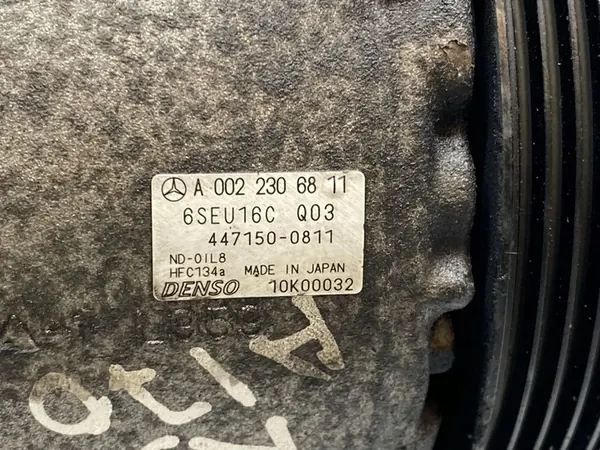 A 002 230 68 11
6SEU16C Q03
447150-0811
ND-OIL8
HFC134a MADE IN JAPAN
DENSO 10K00032